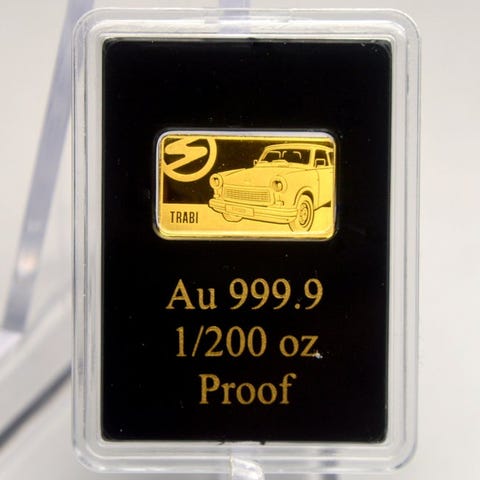 TRABI
Au 999.9
1/200 oz
Proof